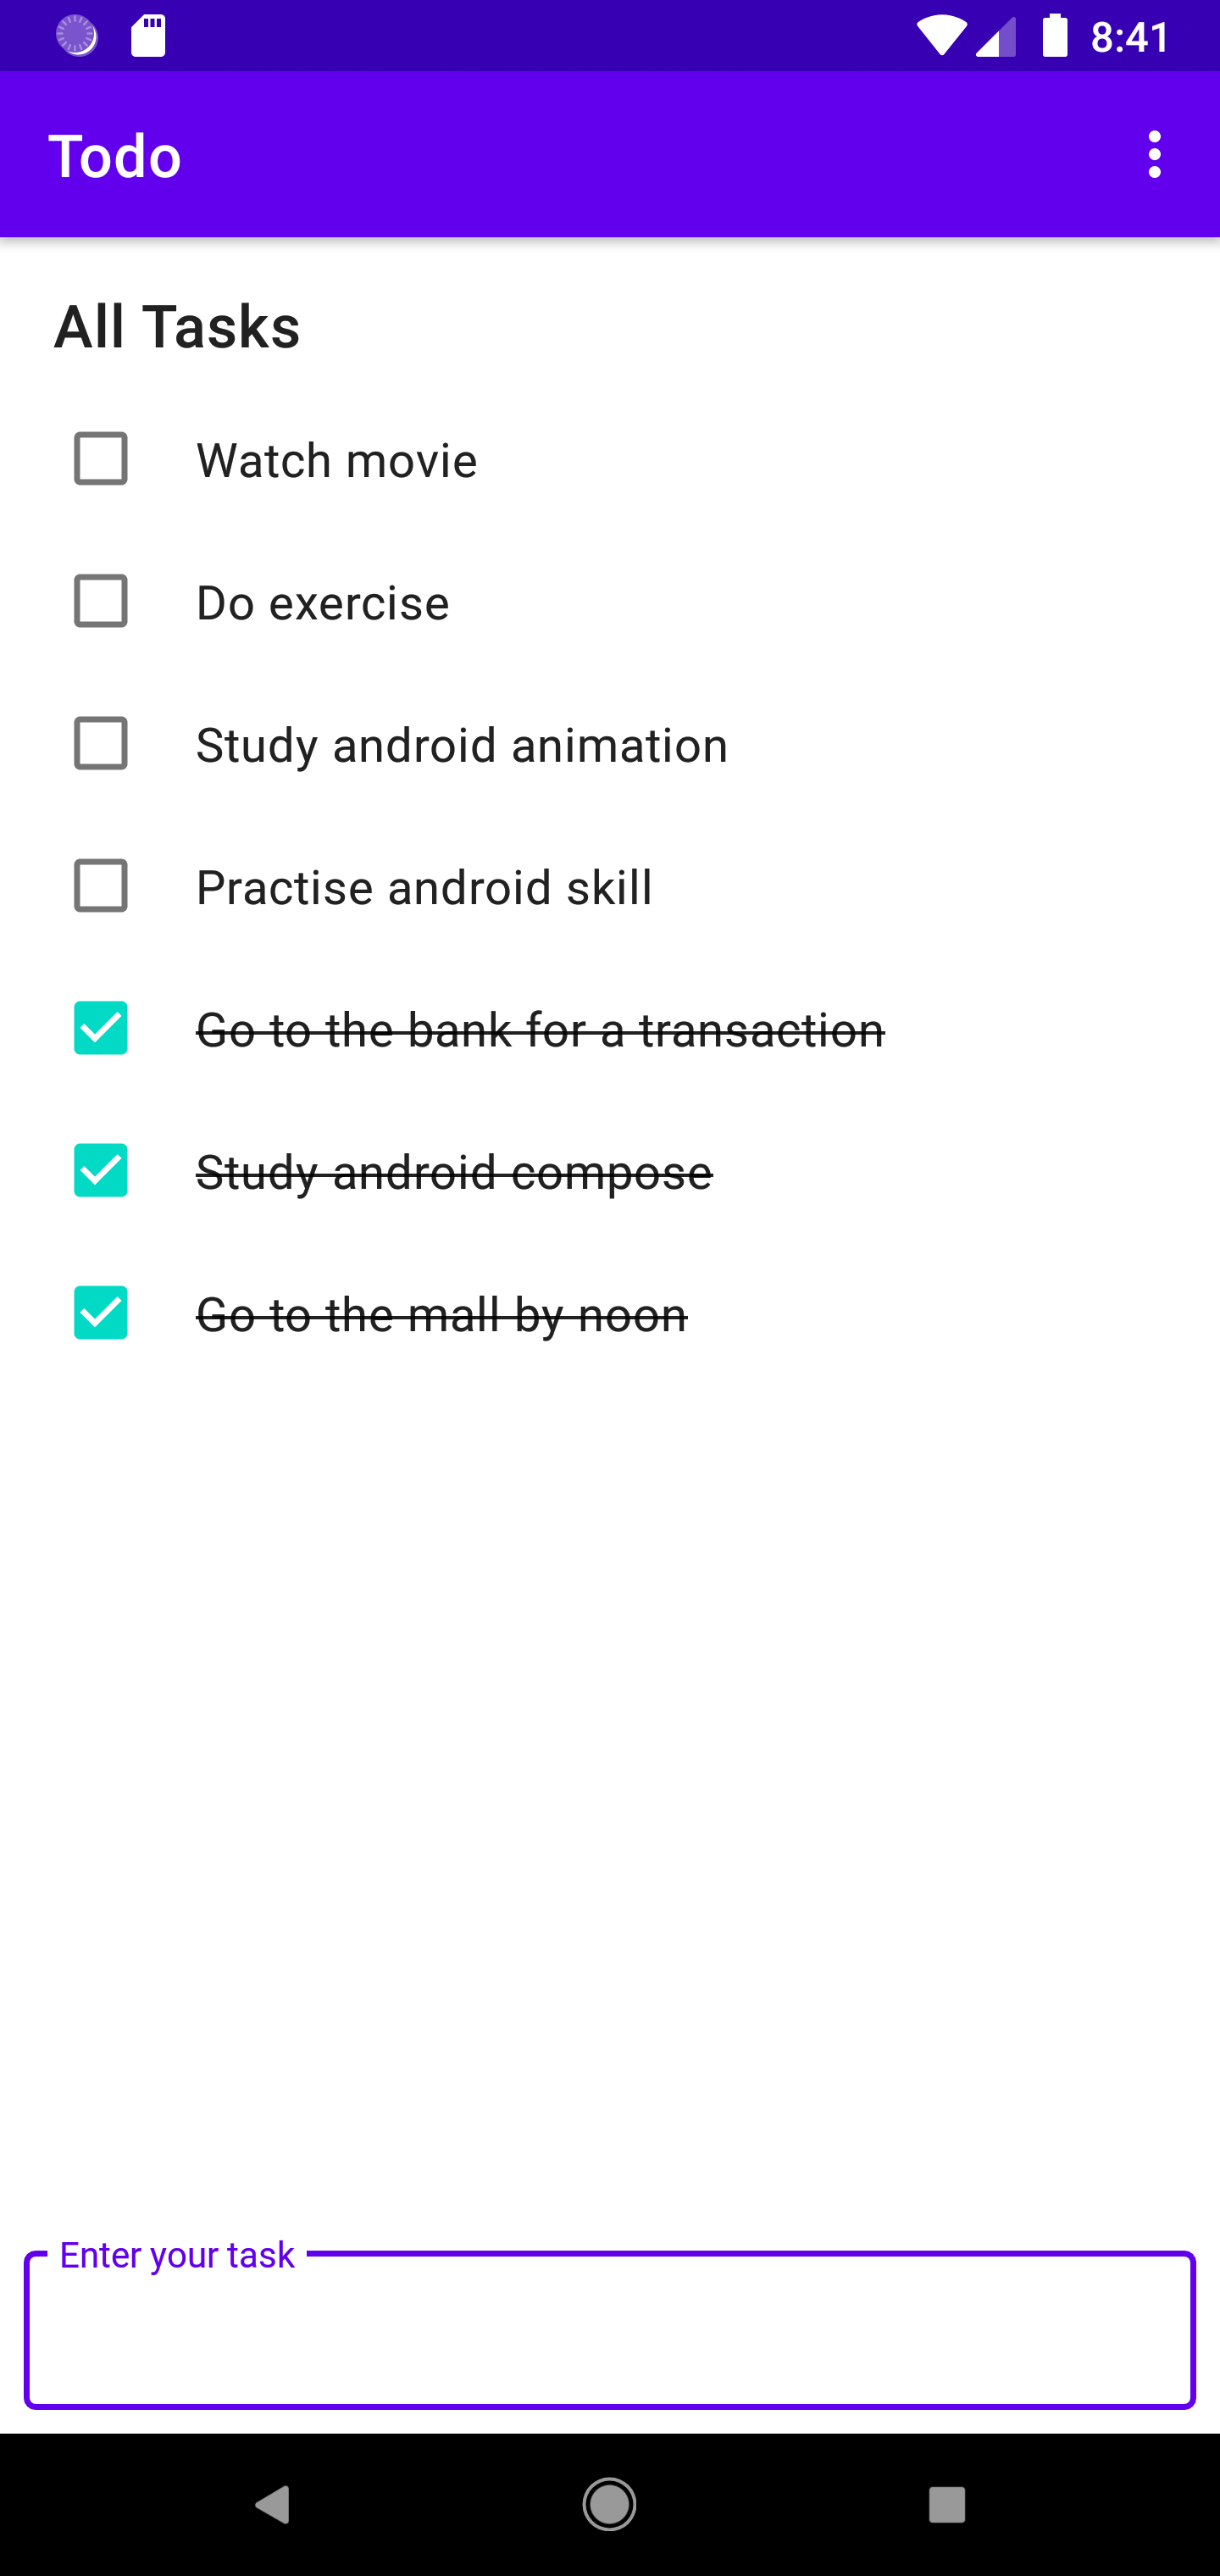 8:41
Todo
All Tasks
Watch movie
Do exercise
Study android animation
Practise android skill
Go to the bank for a transaction
Study android compose
Go to the mall by noon
Enter your task